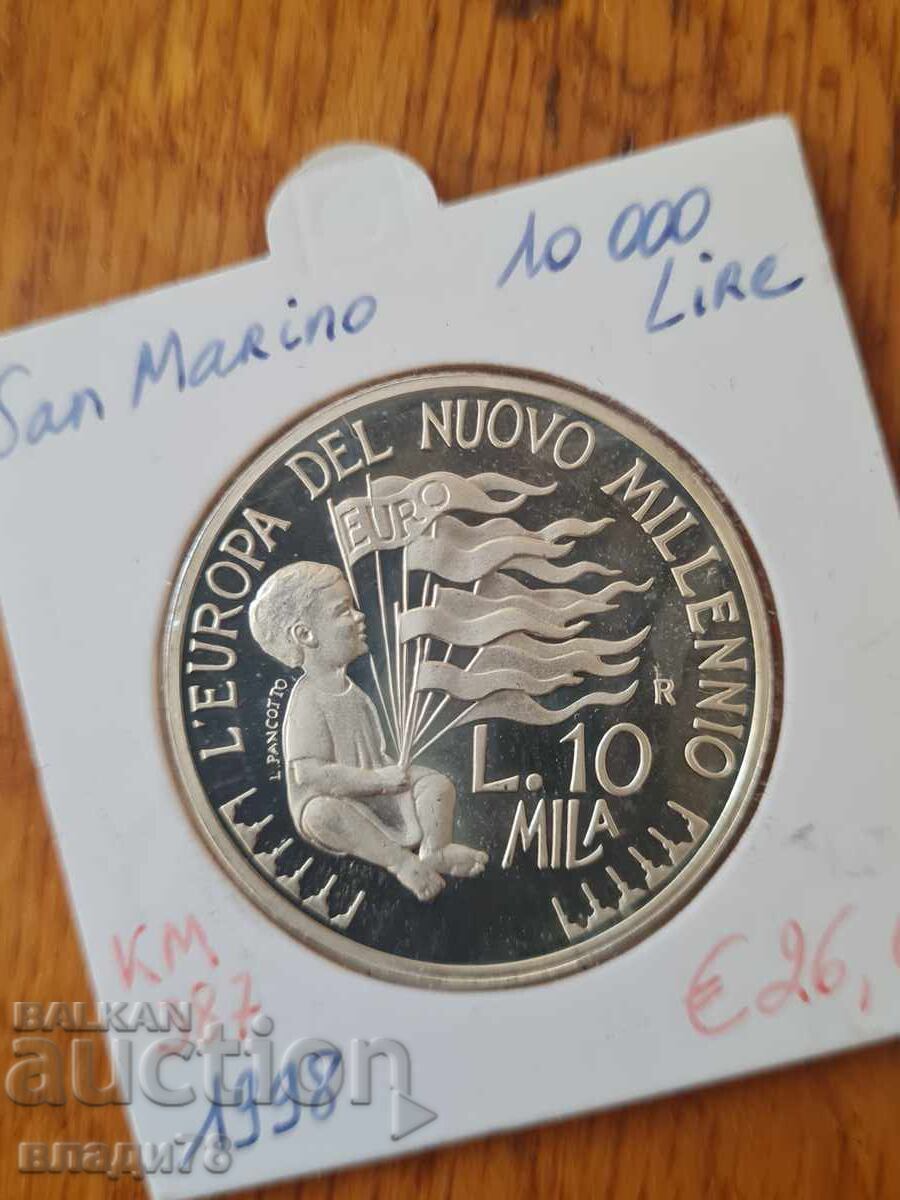 San Marino
10 000
Lire
L'EUROPA DEL NUOVO MILLENNIO
EURO
L. PANCOTTO
R
L. 10
MILA
KM
287
€26,
1998
BALKAN
auction
влади78